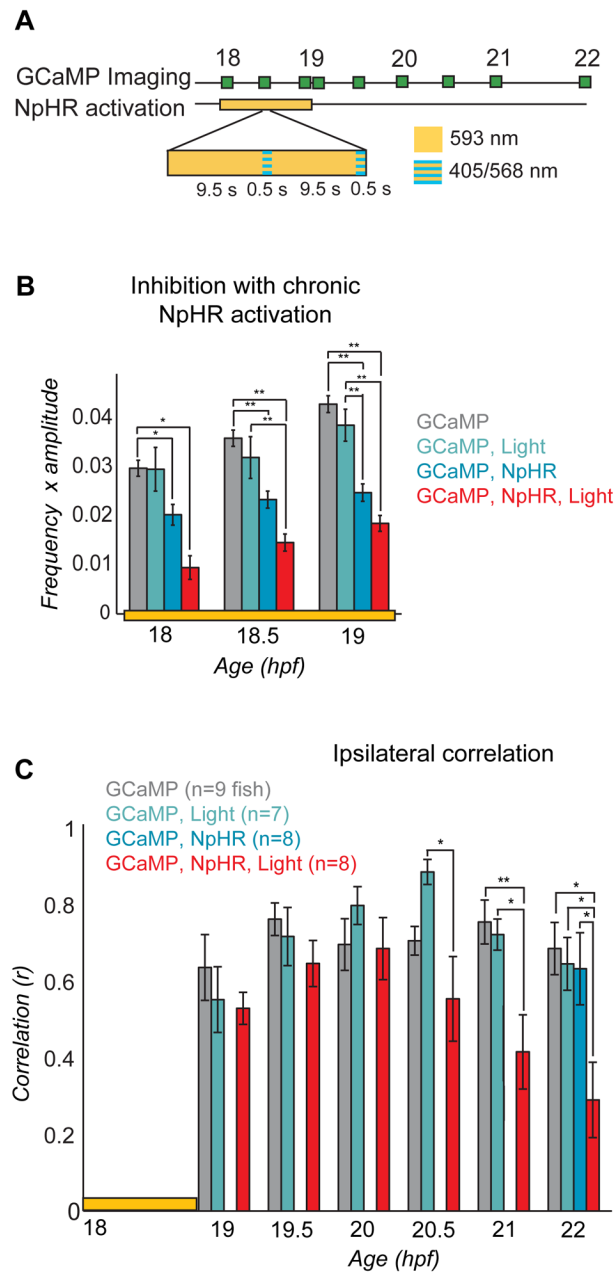 A
18 19 20 21 22
GCaMP Imaging
NpHR activation
593 nm
405/568 nm
9.5 s 0.5 s 9.5 s 0.5 s
B
Inhibition with chronic
NpHR activation
Frequency x amplitude
0.04
0.03
0.02
0.01
0
* * ** ** ** ** ** ** **
GCaMP
GCaMP, Light
GCaMP, NpHR
GCaMP, NpHR, Light
18 18.5 19
Age (hpf)
Ipsilateral correlation
C
GCaMP (n=9 fish)
GCaMP, Light (n=7)
GCaMP, NpHR (n=8)
GCaMP, NpHR, Light (n=8)
Correlation (r)
1
0.8
0.6
0.4
0.2
0
* ** * * * *
18 19 19.5 20 20.5 21 22
Age (hpf)